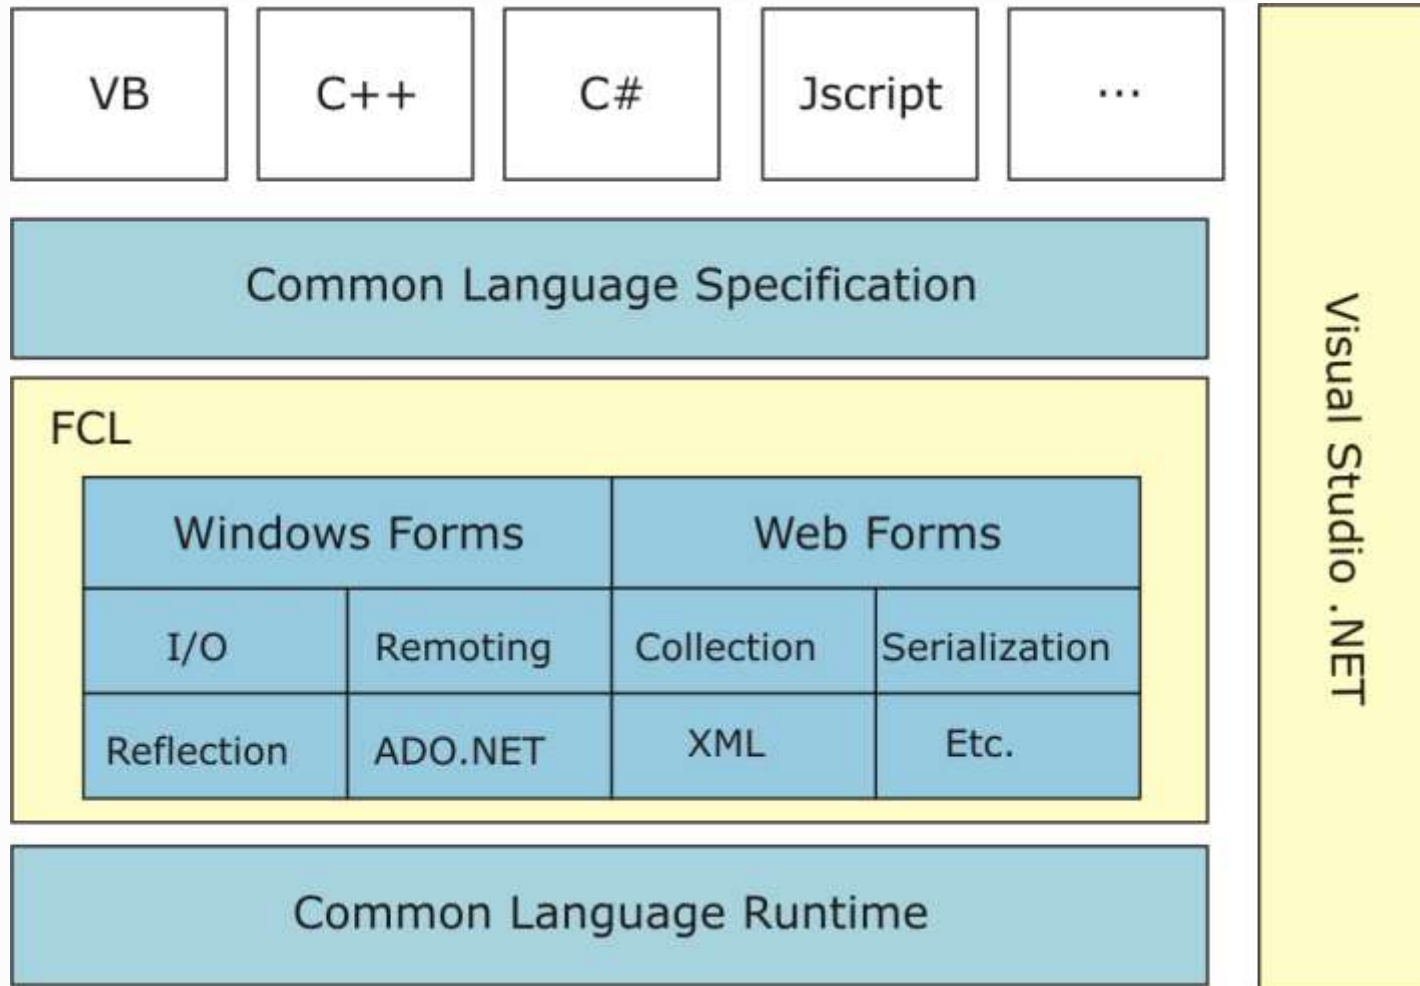 VB
C++
C#
Jscript
...
Common Language Specification
FCL
Windows Forms
Web Forms
I/O
Remoting
Collection
Serialization
Reflection
ADO.NET
XML
Etc.
Common Language Runtime
Visual Studio .NET